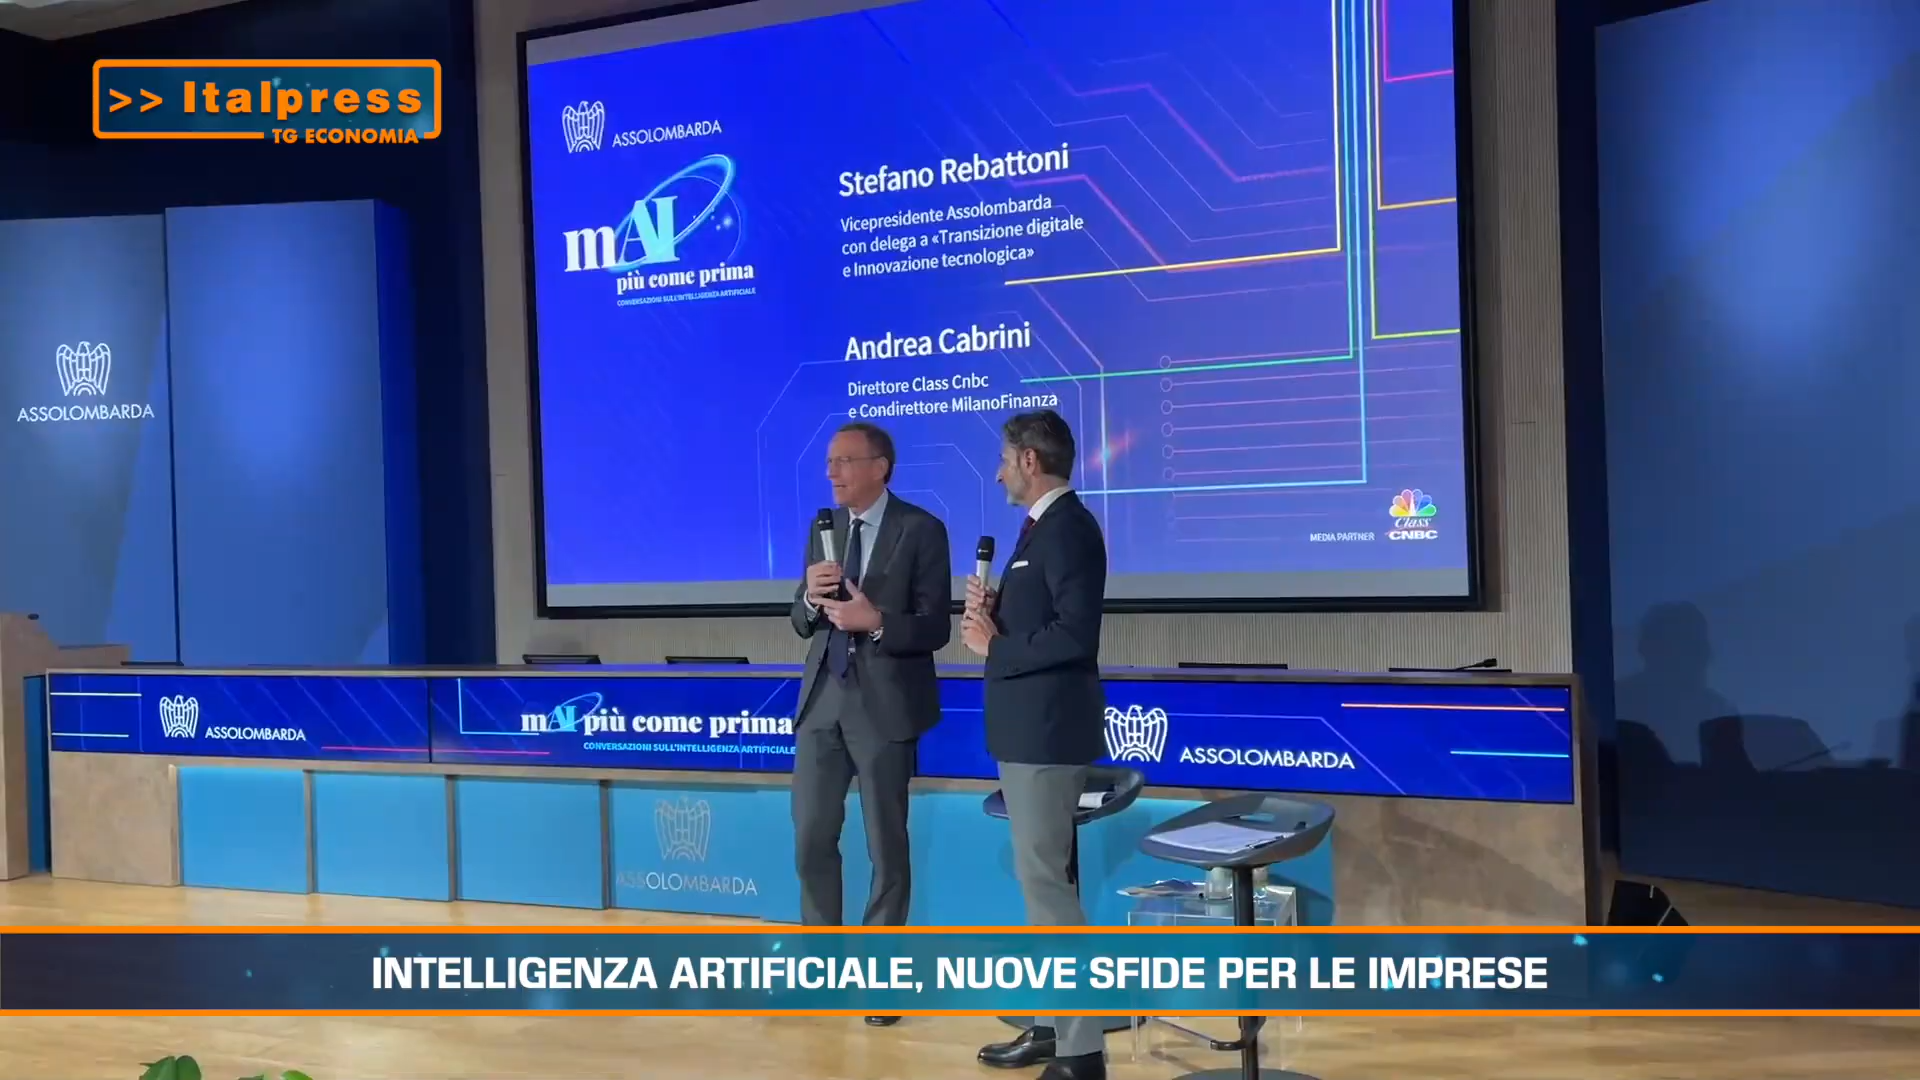 >> Italpress
TG ECONOMIA
ASSOLOMBARDA
mAI
più come prima
CONVERSAZIONI SULL'INTELLIGENZA ARTIFICIALE
Stefano Rebattoni
Vicepresidente Assolombarda
con delega a «Transizione digitale
e Innovazione tecnologica»
Andrea Cabrini
Direttore Class Cnbc
e Condirettore MilanoFinanza
MEDIA PARTNER
Class
CNBC
ASSOLOMBARDA
ASSOLOMBARDA
mAI più come prima
CONVERSAZIONI SULL'INTELLIGENZA ARTIFICIALE
ASSOLOMBARDA
ASSOLOMBARDA
INTELLIGENZA ARTIFICIALE, NUOVE SFIDE PER LE IMPRESE